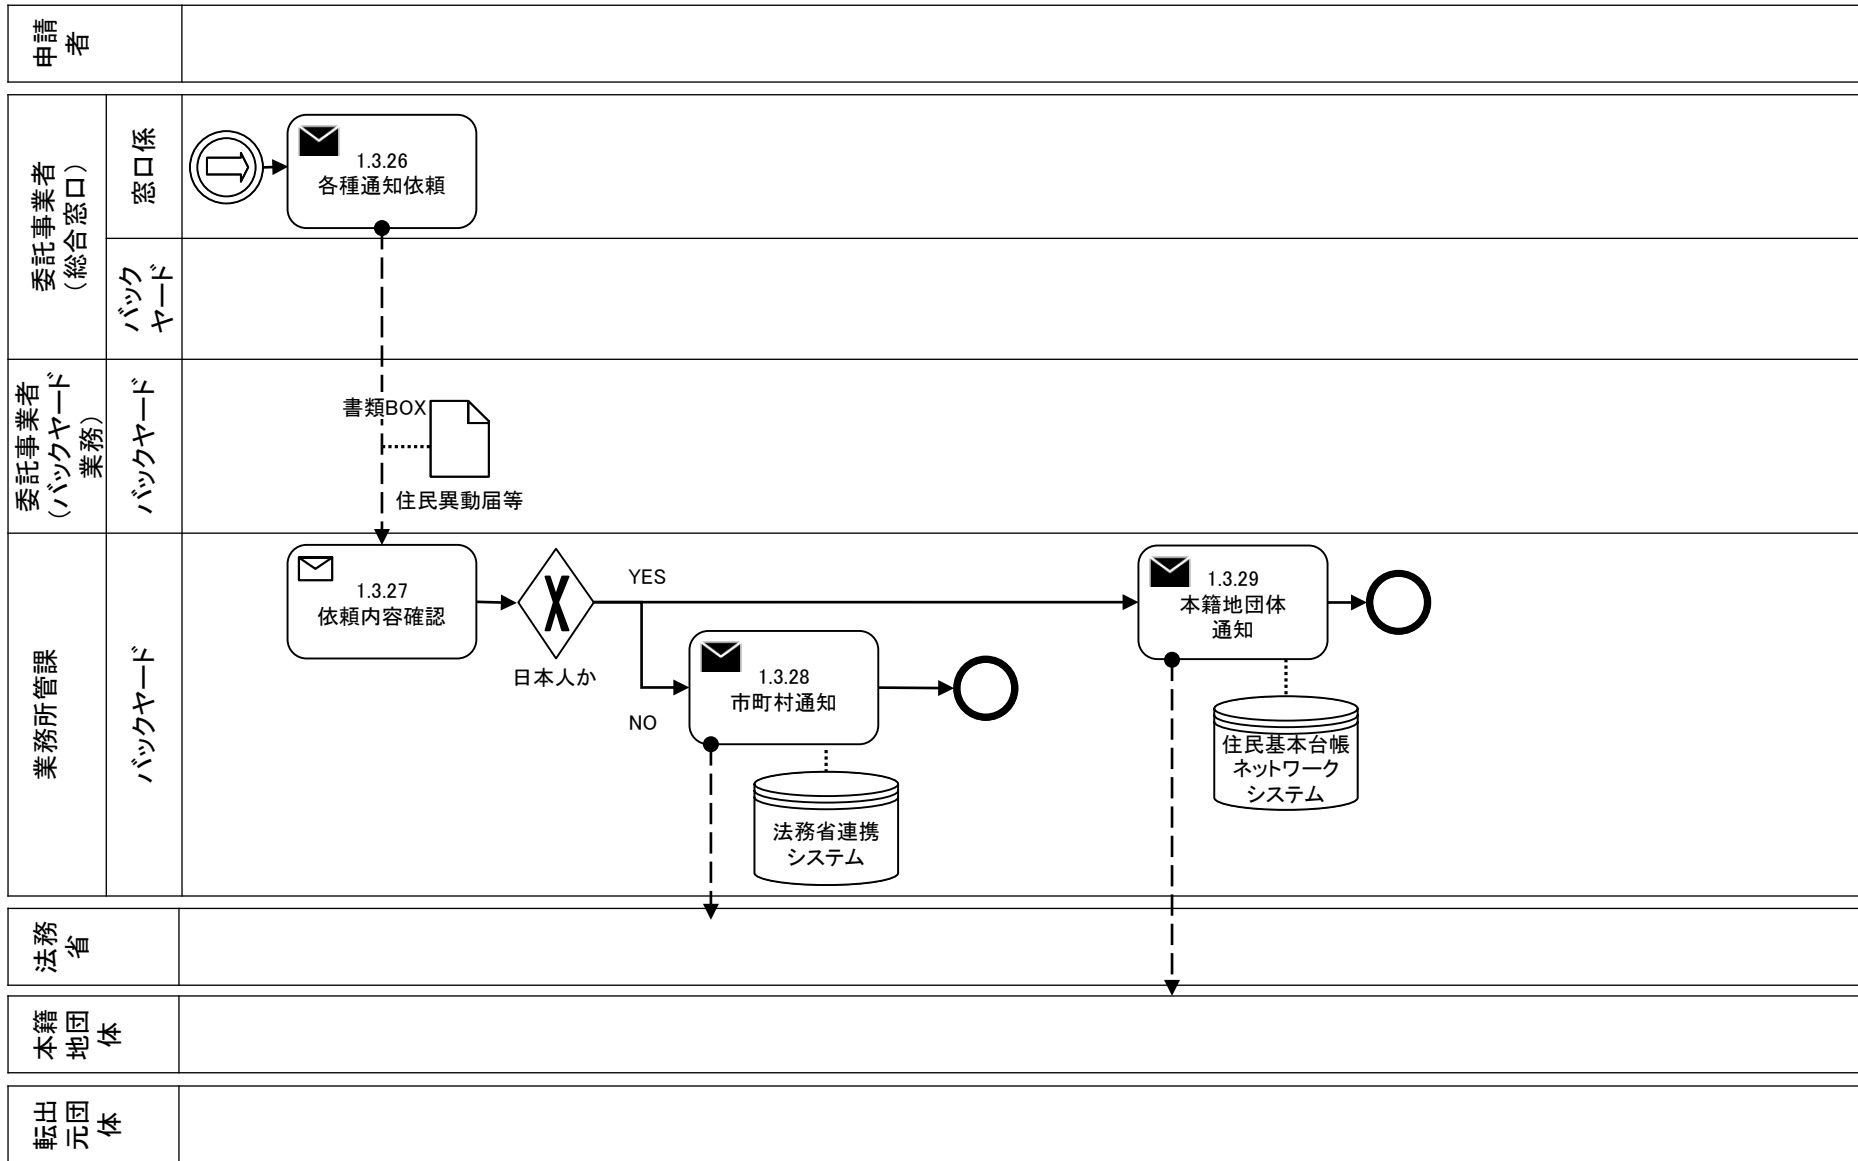 申請
者
委託事業者
（総合窓口）
窓口係
1.3.26
各種通知依頼
バック
ヤード
委託事業者
（バックヤード
業務）
バックヤード
書類BOX
住民異動届等
業務所管課
バックヤード
1.3.27
依頼内容確認
日本人か
YES
NO
1.3.28
市町村通知
法務省連携
システム
1.3.29
本籍地団体
通知
住民基本台帳
ネットワーク
システム
法務
省
本籍
地団
体
転出
元団
体